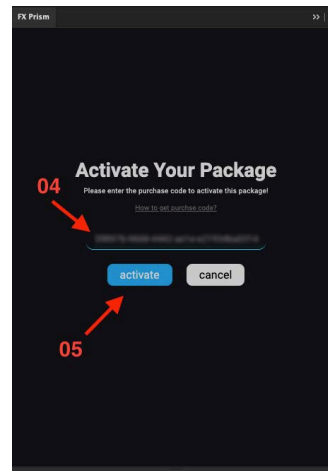 FX Prism
»
Activate Your Package
04
Please enter the purchase code to activate this package!
How to get purchse code?
activate
cancel
05